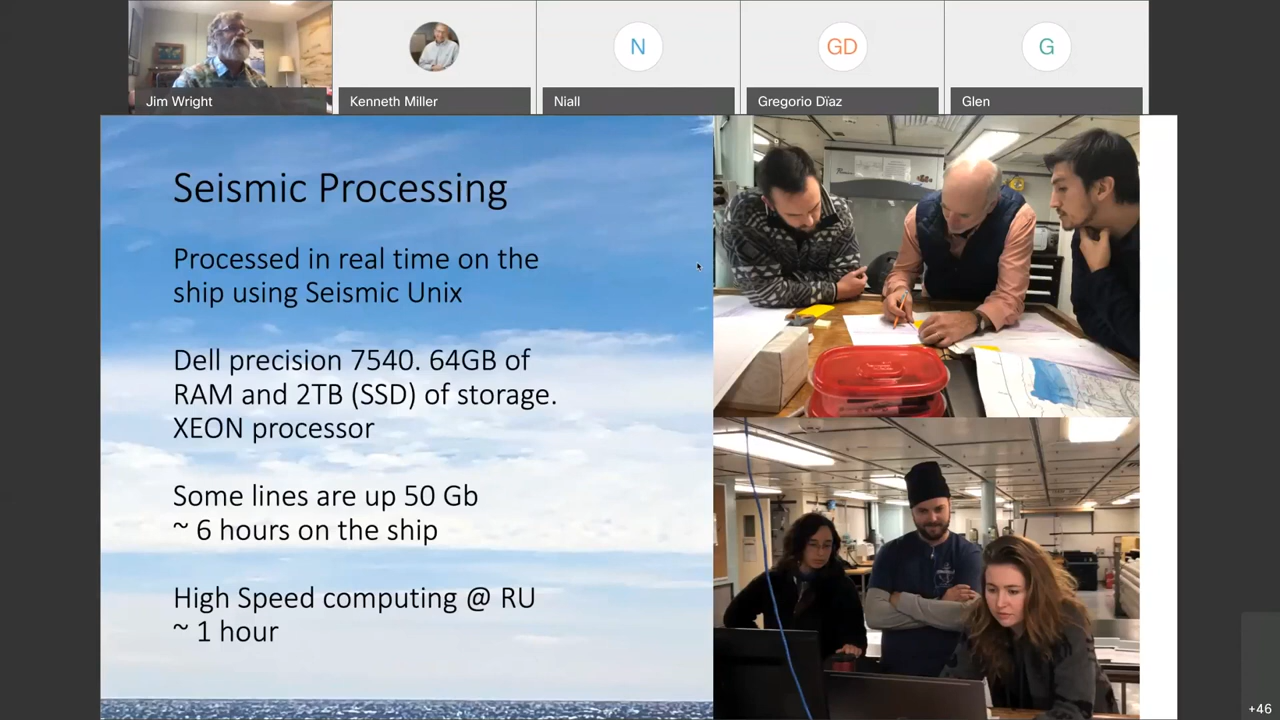 Jim Wright
Kenneth Miller
N
Niall
GD
Gregorio Dïaz
G
Glen
Seismic Processing
Processed in real time on the
ship using Seismic Unix
Dell precision 7540. 64GB of
RAM and 2TB (SSD) of storage.
XEON processor
Some lines are up 50 Gb
~ 6 hours on the ship
High Speed computing @ RU
~ 1 hour
+46